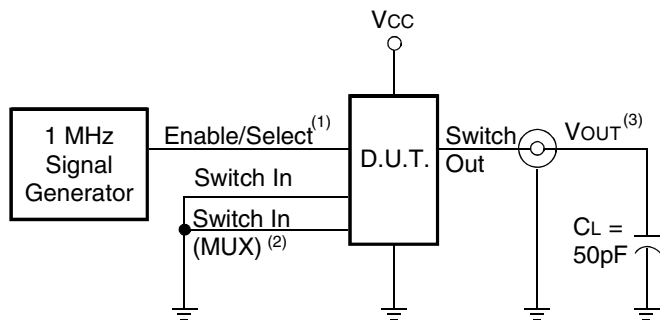 VCC
1 MHz
Signal
Generator
Enable/Select(1)
D.U.T.
Switch
Out
VOUT(3)
Switch In
Switch In
(MUX) (2)
CL =
50pF